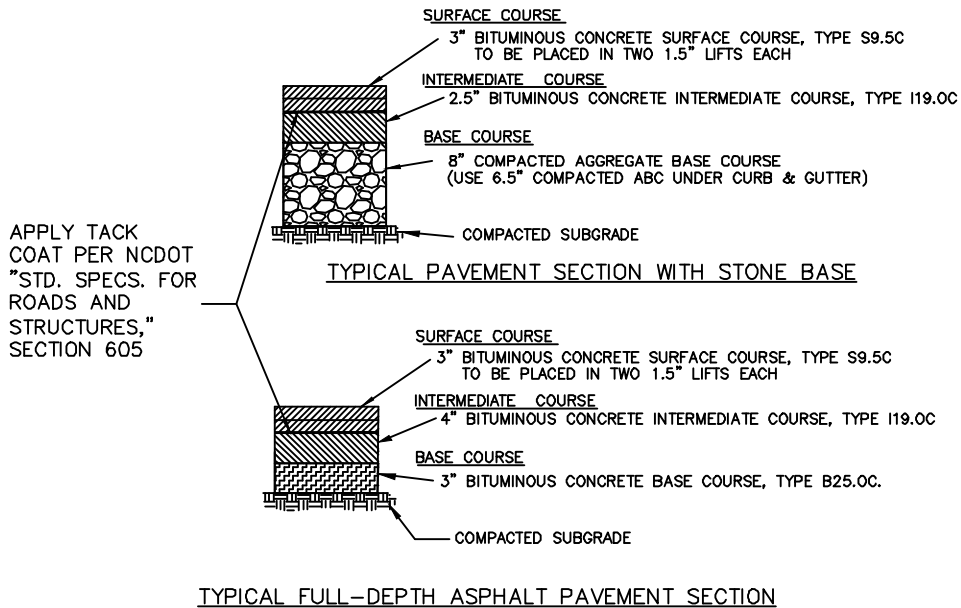 SURFACE COURSE
3" BITUMINOUS CONCRETE SURFACE COURSE, TYPE S9.5C
TO BE PLACED IN TWO 1.5" LIFTS EACH
INTERMEDIATE COURSE
2.5" BITUMINOUS CONCRETE INTERMEDIATE COURSE, TYPE I19.0C
BASE COURSE
8" COMPACTED AGGREGATE BASE COURSE
(USE 6.5" COMPACTED ABC UNDER CURB & GUTTER)
COMPACTED SUBGRADE
TYPICAL PAVEMENT SECTION WITH STONE BASE
APPLY TACK
COAT PER NCDOT
"STD. SPECS. FOR
ROADS AND
STRUCTURES,"
SECTION 605
SURFACE COURSE
3" BITUMINOUS CONCRETE SURFACE COURSE, TYPE S9.5C
TO BE PLACED IN TWO 1.5" LIFTS EACH
INTERMEDIATE COURSE
4" BITUMINOUS CONCRETE INTERMEDIATE COURSE, TYPE I19.0C
BASE COURSE
3" BITUMINOUS CONCRETE BASE COURSE, TYPE B25.0C.
COMPACTED SUBGRADE
TYPICAL FULL-DEPTH ASPHALT PAVEMENT SECTION